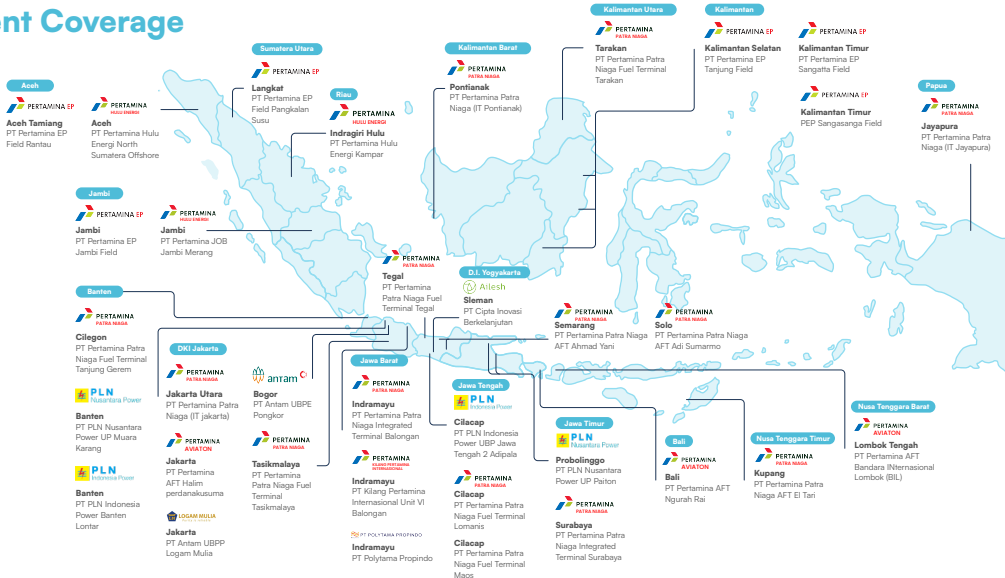 ent Coverage
Aceh
PERTAMINA EP
Aceh Tamiang
PT Pertamina EP
Field Rantau
PERTAMINA
HULU ENERGI
Aceh
PT Pertamina Hulu
Energi North
Sumatera Offshore
Sumatera Utara
PERTAMINA EP
Langkat
PT Pertamina EP
Field Pangkalan
Susu
Riau
PERTAMINA
HULU ENERGI
Indragiri Hulu
PT Pertamina Hulu
Energi Kampar
Kalimantan Barat
PERTAMINA
PATRA NIAGA
Pontianak
PT Pertamina Patra
Niaga (IT Pontianak)
Kalimantan Utara
PERTAMINA
PATRA NIAGA
Tarakan
PT Pertamina Patra
Niaga Fuel Terminal
Tarakan
Kalimantan
PERTAMINA EP
Kalimantan Selatan
PT Pertamina EP
Tanjung Field
PERTAMINA EP
Kalimantan Timur
PT Pertamina EP
Sangatta Field
PERTAMINA EP
Kalimantan Timur
PEP Sangasanga Field
Papua
PERTAMINA
PATRA NIAGA
Jayapura
PT Pertamina Patra
Niaga (IT Jayapura)
Jambi
PERTAMINA EP
Jambi
PT Pertamina EP
Jambi Field
PERTAMINA
HULU ENERGI
Jambi
PT Pertamina JOB
Jambi Merang
PERTAMINA
PATRA NIAGA
Tegal
PT Pertamina
Patra Niaga Fuel
Terminal Tegal
D.I. Yogyakarta
Ailesh
Sleman
PT Cipta Inovasi
Berkelanjutan
PERTAMINA
PATRA NIAGA
Semarang
PT Pertamina Patra Niaga
AFT Ahmad Yani
PERTAMINA
PATRA NIAGA
Solo
PT Pertamina Patra Niaga
AFT Adi Sumarmo
Banten
PERTAMINA
PATRA NIAGA
Cilegon
PT Pertamina Patra
Niaga Fuel Terminal
Tanjung Gerem
PLN
Nusantara Power
Banten
PT PLN Nusantara
Power UP Muara
Karang
PLN
Indonesia Power
Banten
PT PLN Indonesia
Power Banten
Lontar
DKI Jakarta
PERTAMINA
PATRA NIAGA
Jakarta Utara
PT Pertamina Patra
Niaga (IT jakarta)
PERTAMINA
AVIATON
Jakarta
PT Pertamina
AFT Halim
perdanakusuma
LOGAM MULIA
Jakarta
PT Antam UBPP
Logam Mulia
antam
Bogor
PT Antam UBPE
Pongkor
PERTAMINA
PATRA NIAGA
Tasikmalaya
PT Pertamina
Patra Niaga Fuel
Terminal
Tasikmalaya
Jawa Barat
PERTAMINA
PATRA NIAGA
Indramayu
PT Pertamina Patra
Niaga Integrated
Terminal Balongan
PERTAMINA
KILANG PERTAMINA
INTERNASIONAL
Indramayu
PT Kilang Pertamina
Internasional Unit VI
Balongan
PT POLYTAMA PROPINDO
Indramayu
PT Polytama Propindo
Jawa Tengah
PLN
Indonesia Power
Cilacap
PT PLN Indonesia
Power UBP Jawa
Tengah 2 Adipala
PERTAMINA
PATRA NIAGA
Cilacap
PT Pertamina Patra
Niaga Fuel Terminal
Lomanis
Cilacap
PT Pertamina Patra
Niaga Fuel Terminal
Maos
Jawa Timur
PLN
Nusantara Power
Probolinggo
PT PLN Nusantara
Power UP Paiton
PERTAMINA
PATRA NIAGA
Surabaya
PT Pertamina Patra
Niaga Integrated
Terminal Surabaya
Bali
PERTAMINA
AVIATON
Bali
PT Pertamina AFT
Ngurah Rai
Nusa Tenggara Timur
PERTAMINA
PATRA NIAGA
Kupang
PT Pertamina Patra
Niaga AFT El Tari
Nusa Tenggara Barat
PERTAMINA
AVIATON
Lombok Tengah
PT Pertamina AFT
Bandara INternasional
Lombok (BIL)